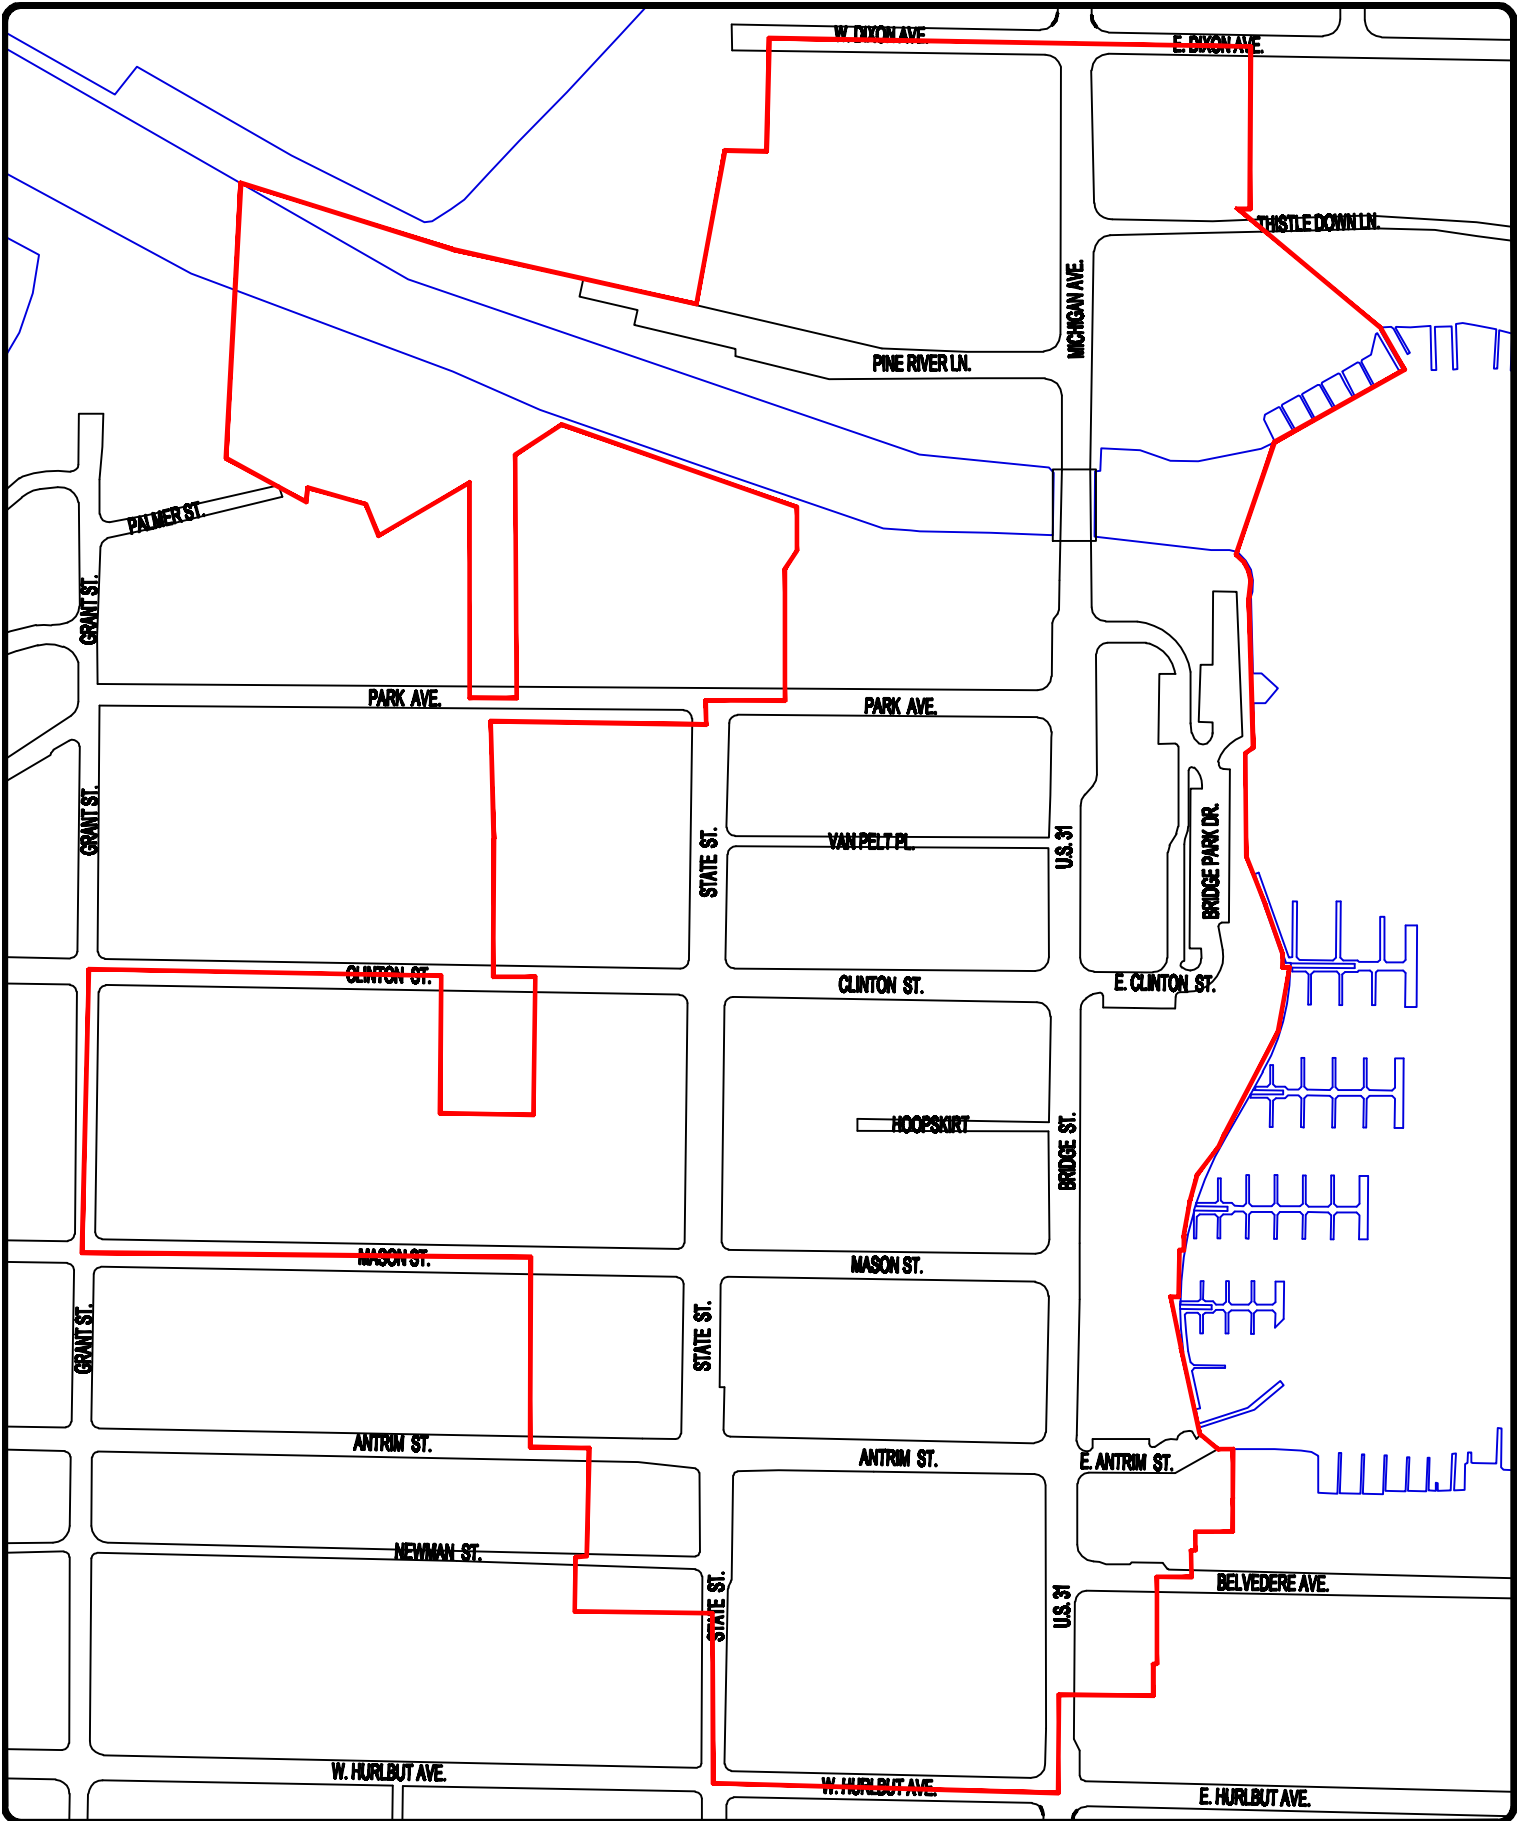 W. DIXON AVE.
E. DIXON AVE.
THISTLE DOWN LN.
MICHIGAN AVE.
PINE RIVER LN.
PALMER ST.
GRANT ST.
PARK AVE.
PARK AVE.
GRANT ST.
STATE ST.
VAN PELT PL.
U.S. 31
BRIDGE PARK DR.
CLINTON ST.
CLINTON ST.
E. CLINTON ST.
HOOPSKIRT
BRIDGE ST.
MASON ST.
MASON ST.
GRANT ST.
STATE ST.
ANTRIM ST.
ANTRIM ST.
E. ANTRIM ST.
NEWMAN ST.
STATE ST.
U.S. 31
BELVEDERE AVE.
W. HURLBUT AVE.
W. HURLBUT AVE.
E. HURLBUT AVE.